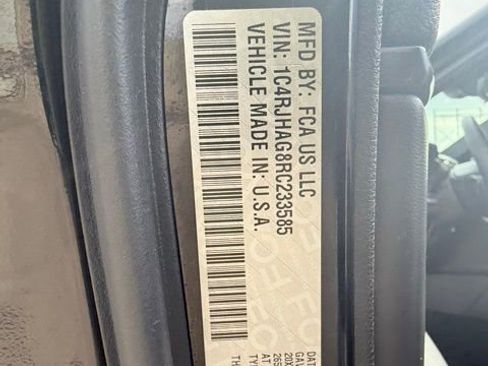 MFD BY: FCA US LLC
VIN: 1C4RJHAG8RC233585
VEHICLE MADE IN: U.S.A.